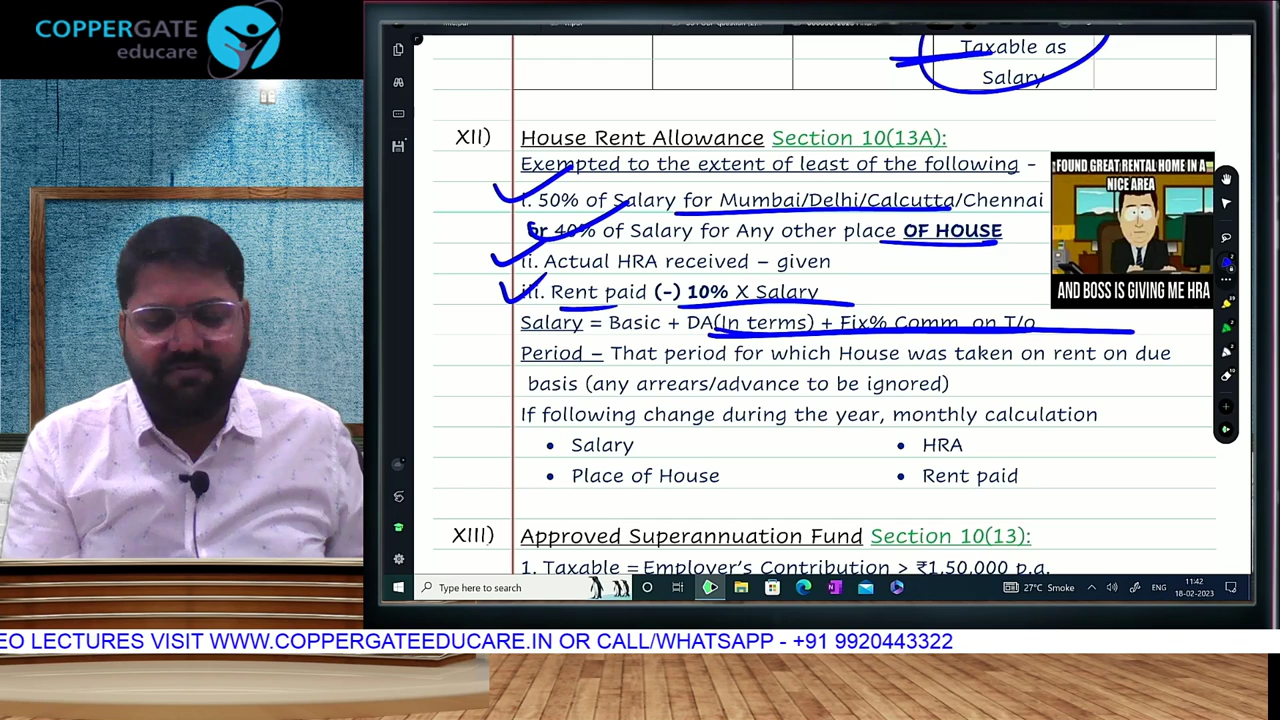 COPPERGATE
educare
Taxable as
Salary
XII) House Rent Allowance Section 10(13A):
Exempted to the extent of least of the following -
i. 50% of Salary for Mumbai/Delhi/Calcutta/Chennai
Or 40% of Salary for Any other place OF HOUSE
ii. Actual HRA received – given
iii. Rent paid (-) 10% X Salary
Salary = Basic + DA(In terms) + Fix% Comm on T/o
Period – That period for which House was taken on rent on due
basis (any arrears/advance to be ignored)
If following change during the year, monthly calculation
• Salary • HRA
• Place of House • Rent paid
FOUND GREAT RENTAL HOME IN A
NICE AREA
AND BOSS IS GIVING ME HRA
XIII) Approved Superannuation Fund Section 10(13):
1. Taxable = Employer's Contribution > ₹1,50,000 p.a.
Type here to search
27°C Smoke
ENG
11:42
18-02-2023
EO LECTURES VISIT WWW.COPPERGATEEDUCARE.IN OR CALL/WHATSAPP - +91 9920443322